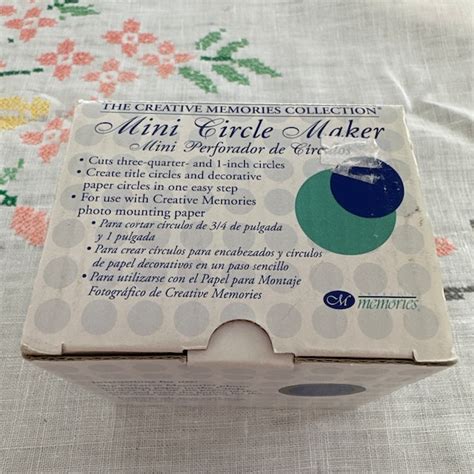 THE CREATIVE MEMORIES COLLECTION®
Mini Circle Maker
Mini Perforador de Círculos
• Cuts three-quarter- and 1-inch circles
• Create title circles and decorative
paper circles in one easy step
• For use with Creative Memories
photo mounting paper
• Para cortar círculos de 3/4 de pulgada
y 1 pulgada
• Para crear círculos para encabezados y círculos
de papel decorativos en un paso sencillo
• Para utilizarse con el Papel para Montaje
Fotográfico de Creative Memories
M
memories